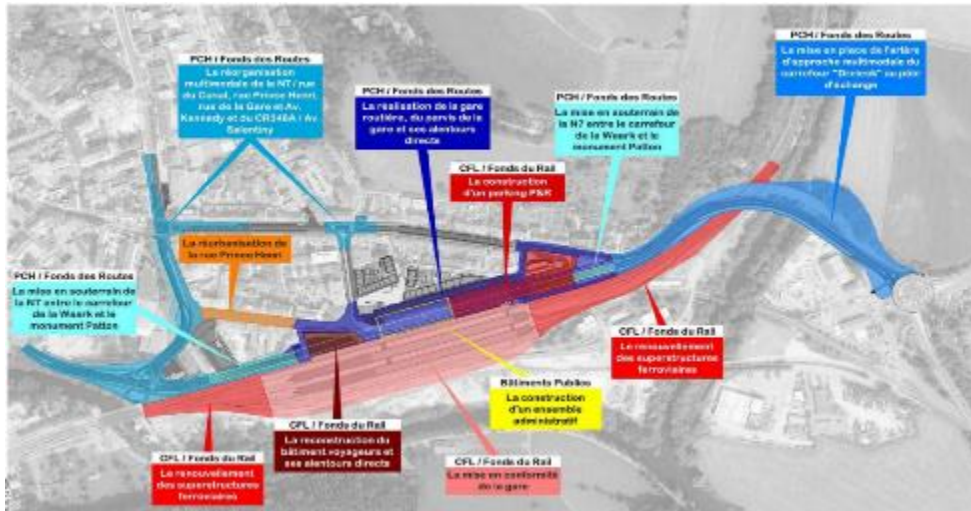 PCH / Fonds des Routes
La réorganisation
multimodale de la N7/ rue
du Canal, rue Prince Henri,
rue de la Gare et Av.
Kennedy et du CR348A / Av.
Salentiny
PCH / Fonds des Routes
La réalisation de la gare
routière, du parvis de la
gare et ses alentours
directs
PCH / Fonds des Routes
La mise en souterrain de
la N7 entre le carrefour
de la Waark et le
monument Patton
PCH / Fonds des Routes
La mise en place de l'artère
d'approche multimodale du
carrefour au pôle
d'échange
CFL / Fonds du Rail
La construction
d'un parking P&R
La réurbanisation de
la rue Prince Henri
PCH / Fonds des Routes
La mise en souterrain de
la N7 entre le carrefour
de la Waark et le
monument Patton
CFL / Fonds du Rail
Le renouvellement
des superstructures
ferroviaires
Bâtiments Publics
La construction
d'un ensemble
administratif
CFL / Fonds du Rail
La reconstruction du
bâtiment voyageurs et
ses alentours directs
CFL / Fonds du Rail
Le renouvellement
des superstructures
ferroviaires
CFL / Fonds du Rail
La mise en conformité
de la gare